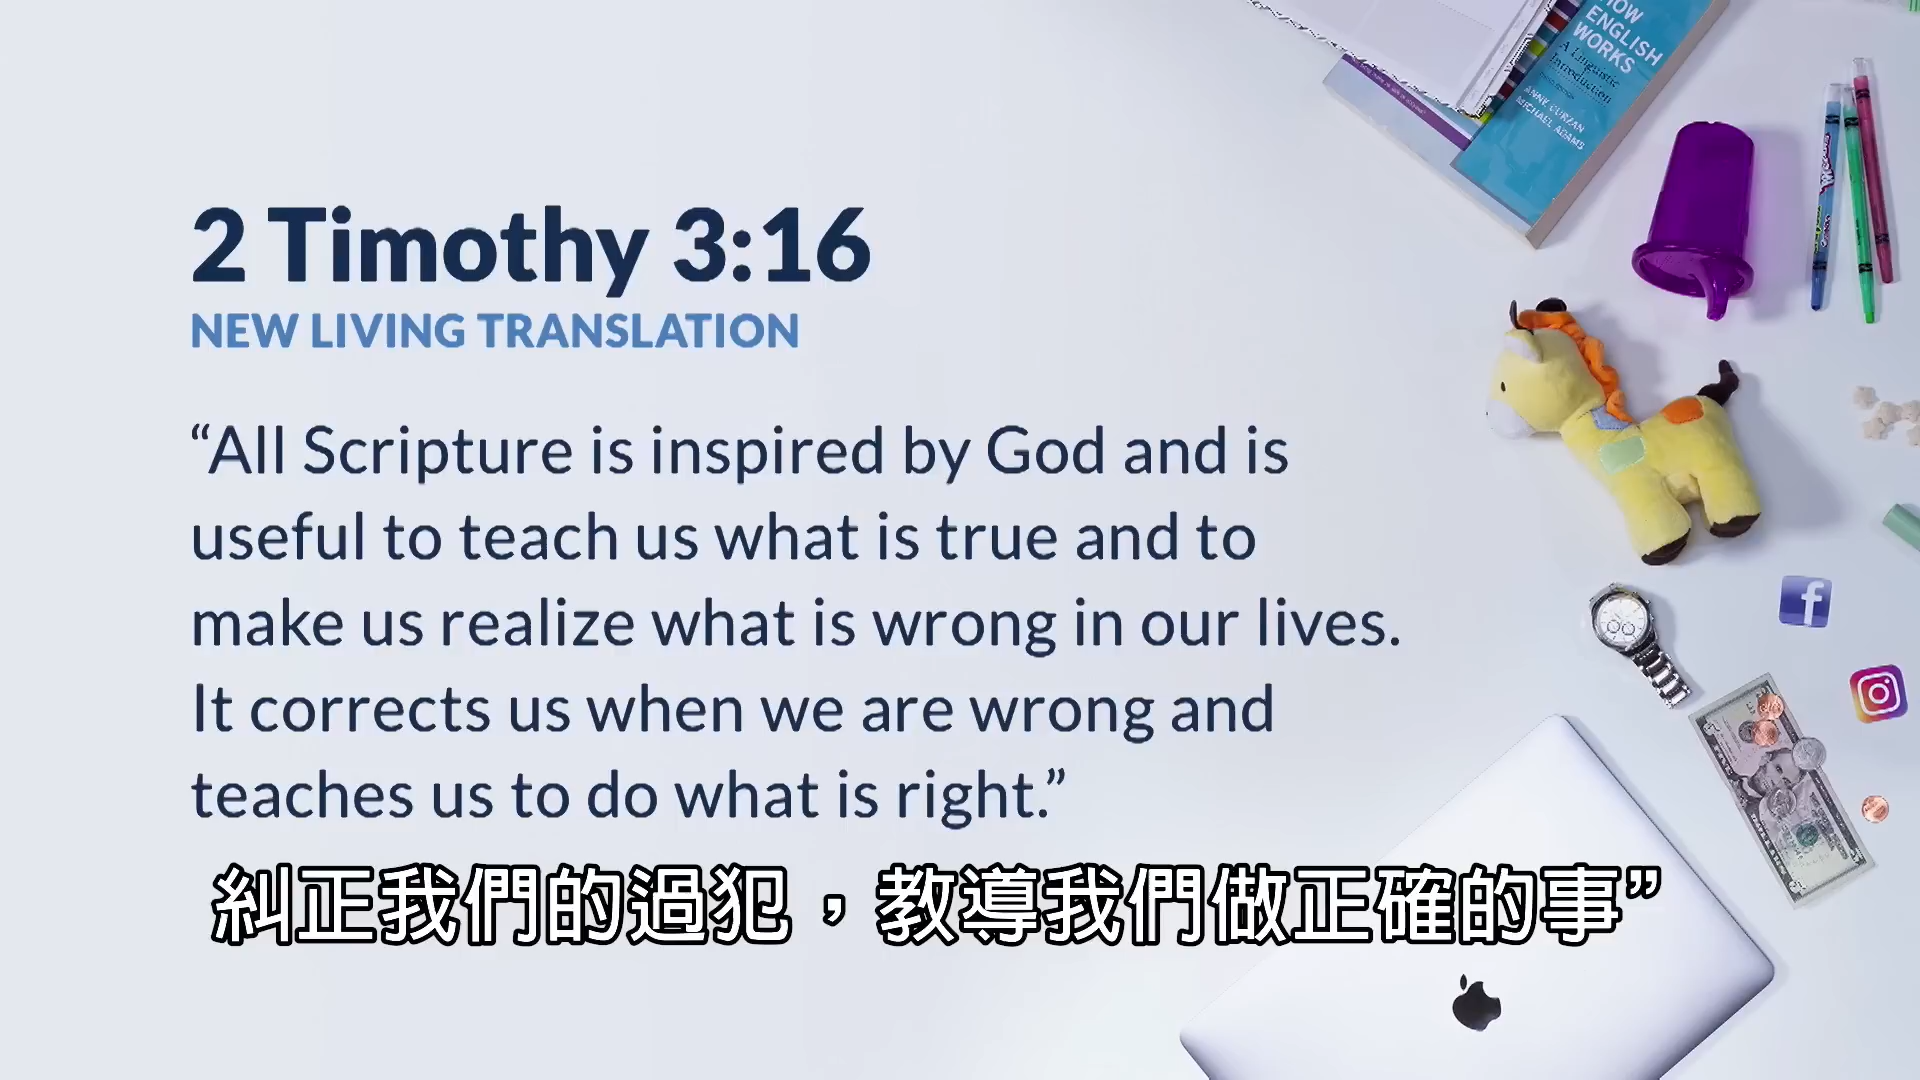 HOW
ENGLISH
WORKS
A Linguistic
Introduction
ANNE CURZAN
MICHAEL ADAMS
2 Timothy 3:16
NEW LIVING TRANSLATION
“All Scripture is inspired by God and is
useful to teach us what is true and to
make us realize what is wrong in our lives.
It corrects us when we are wrong and
teaches us to do what is right.”
糾正我們的過犯，教導我們做正確的事”